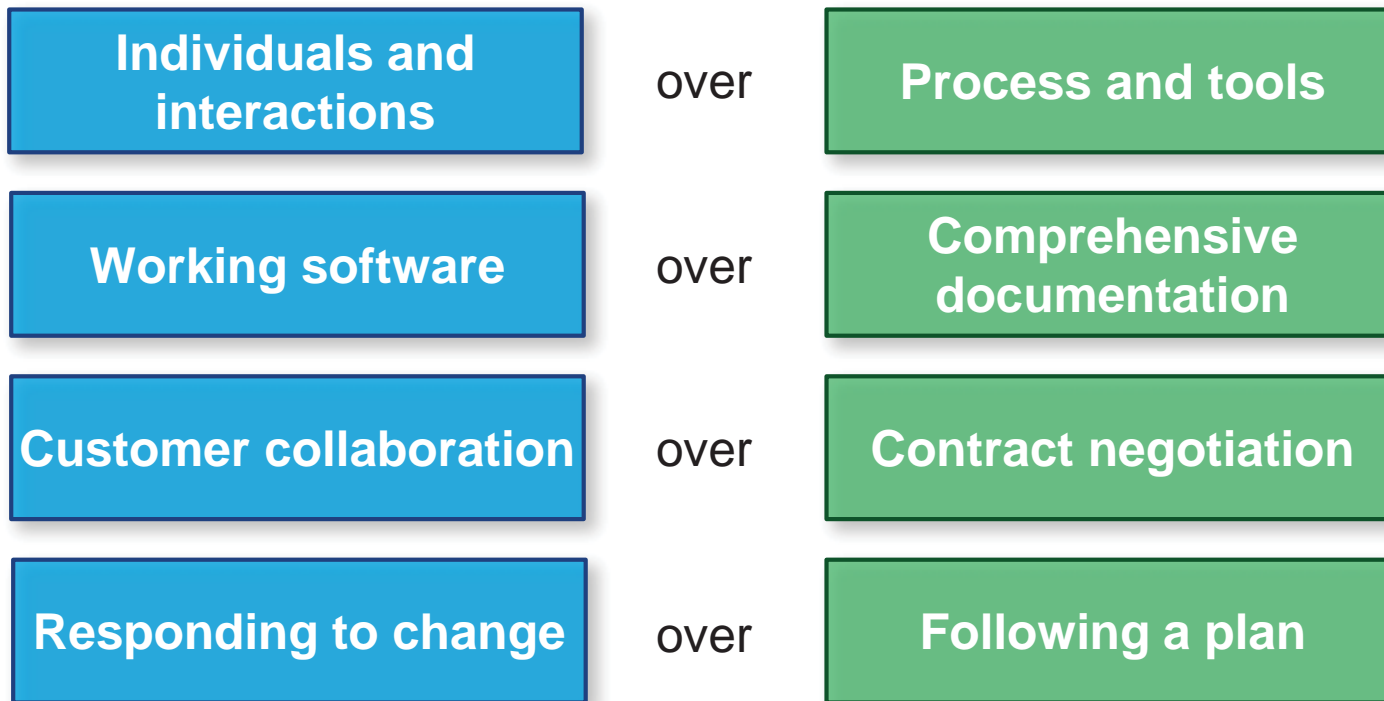 Individuals and
interactions
over
Process and tools
Working software
over
Comprehensive
documentation
Customer collaboration
over
Contract negotiation
Responding to change
over
Following a plan